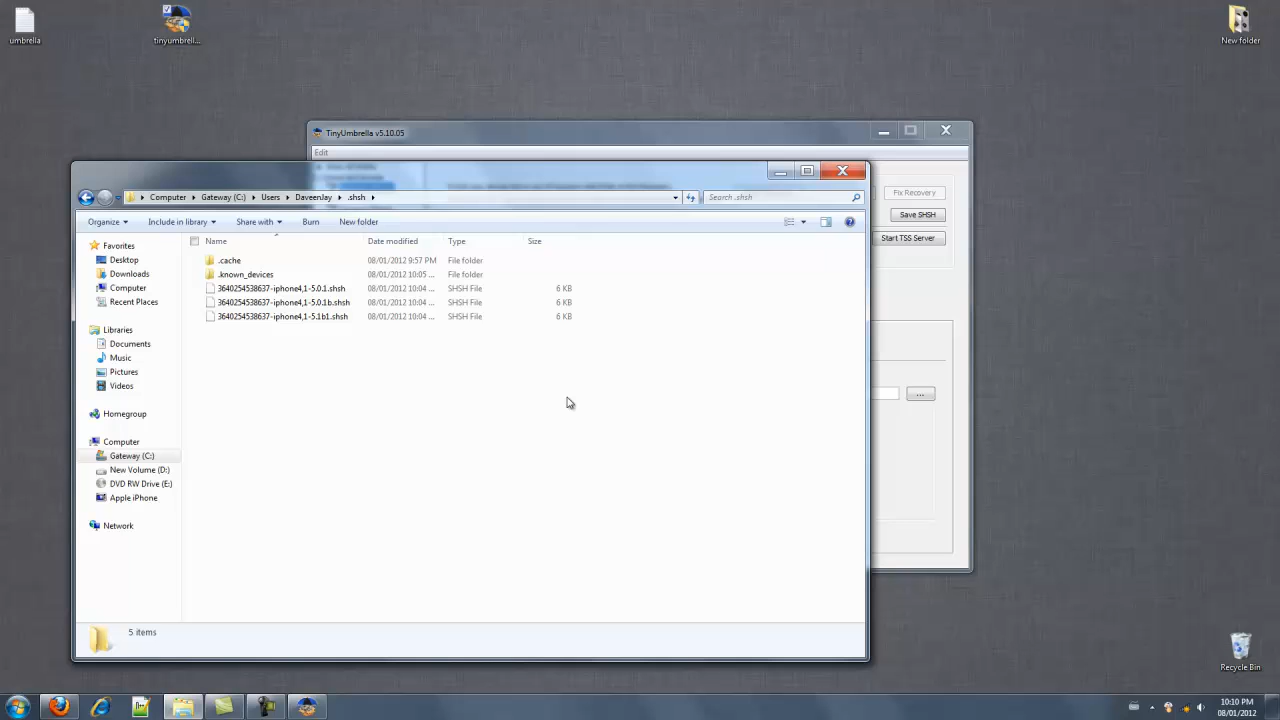 umbrella
tinyumbrell...
New folder
TinyUmbrella v5.10.05
Edit
Fix Recovery
Save SHSH
Start TSS Server
...
Computer Gateway (C:) Users DaveenJay .shsh
Search .shsh
Organize Include in library Share with Burn New folder
Name Date modified Type Size
.cache 08/01/2012 9:57 PM File folder
.known_devices 08/01/2012 10:05 ... File folder
3640254538637-iphone4,1-5.0.1.shsh 08/01/2012 10:04 ... SHSH File 6 KB
3640254538637-iphone4,1-5.0.1b.shsh 08/01/2012 10:04 ... SHSH File 6 KB
3640254538637-iphone4,1-5.1b1.shsh 08/01/2012 10:04 ... SHSH File 6 KB
Favorites
Desktop
Downloads
Computer
Recent Places
Libraries
Documents
Music
Pictures
Videos
Homegroup
Computer
Gateway (C:)
New Volume (D:)
DVD RW Drive (E:)
Apple iPhone
Network
5 items
Recycle Bin
10:10 PM
08/01/2012